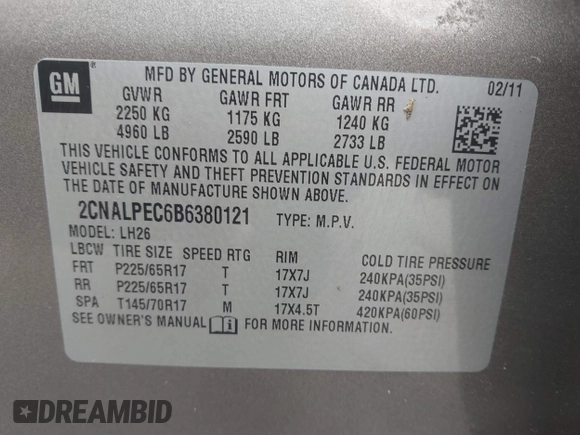 GM
MFD BY GENERAL MOTORS OF CANADA LTD. 02/11
GVWR GAWR FRT GAWR RR
2250 KG 1175 KG 1240 KG
4960 LB 2590 LB 2733 LB
THIS VEHICLE CONFORMS TO ALL APPLICABLE U.S. FEDERAL MOTOR
VEHICLE SAFETY AND THEFT PREVENTION STANDARDS IN EFFECT ON
THE DATE OF MANUFACTURE SHOWN ABOVE.
2CNALPEC6B6380121 TYPE: M.P.V.
MODEL: LH26
LBCW TIRE SIZE SPEED RTG RIM COLD TIRE PRESSURE
FRT P225/65R17 T 17X7J 240KPA(35PSI)
RR P225/65R17 T 17X7J 240KPA(35PSI)
SPA T145/70R17 M 17X4.5T 420KPA(60PSI)
SEE OWNER'S MANUAL FOR MORE INFORMATION.
DREAMBID